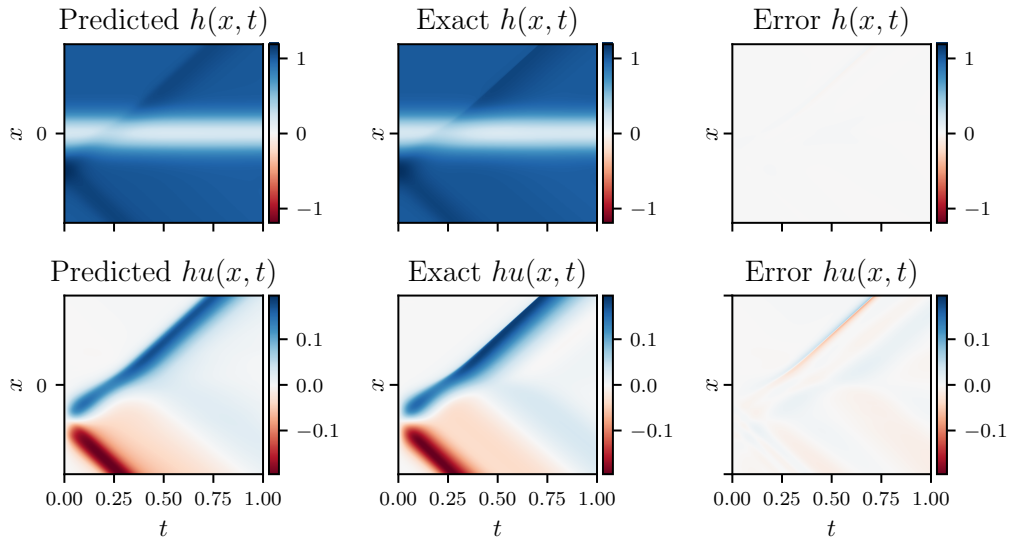 Predicted h(x, t)
Exact h(x, t)
Error h(x, t)
x
0
1
0
−1
x
0
1
0
−1
x
1
0
−1
Predicted hu(x, t)
Exact hu(x, t)
Error hu(x, t)
x
0
0.1
0.0
−0.1
x
0
0.1
0.0
−0.1
x
0.1
0.0
−0.1
0.00 0.25 0.50 0.75 1.00
0.00 0.25 0.50 0.75 1.00
0.00 0.25 0.50 0.75 1.00
t
t
t